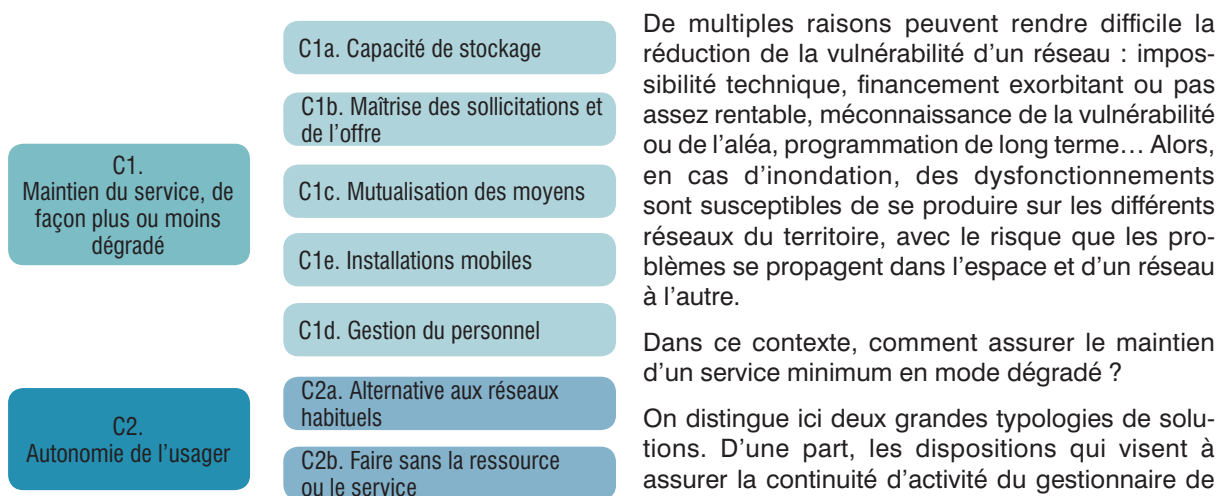 C1.
Maintien du service, de
façon plus ou moins
dégradé
C1a. Capacité de stockage
C1b. Maîtrise des sollicitations et
de l’offre
C1c. Mutualisation des moyens
C1e. Installations mobiles
C1d. Gestion du personnel
C2.
Autonomie de l’usager
C2a. Alternative aux réseaux
habituels
C2b. Faire sans la ressource
ou le service
De multiples raisons peuvent rendre difficile la
réduction de la vulnérabilité d’un réseau : impos-
sibilité technique, financement exorbitant ou pas
assez rentable, méconnaissance de la vulnérabilité
ou de l’aléa, programmation de long terme… Alors,
en cas d’inondation, des dysfonctionnements
sont susceptibles de se produire sur les différents
réseaux du territoire, avec le risque que les pro-
blèmes se propagent dans l’espace et d’un réseau
à l’autre.
Dans ce contexte, comment assurer le maintien
d’un service minimum en mode dégradé ?
On distingue ici deux grandes typologies de solu-
tions. D’une part, les dispositions qui visent à
assurer la continuité d’activité du gestionnaire de